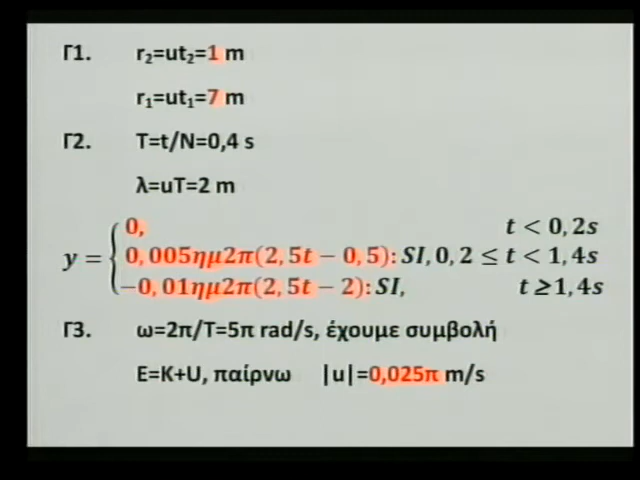 Γ1. r₂=ut₂=1 m
r₁=ut₁=7 m
Γ2. T=t/N=0,4 s
λ=uT=2 m
0, t < 0,2s
y = { 0,005ημ2π(2,5t − 0,5): SI, 0,2 ≤ t < 1,4s
−0,01ημ2π(2,5t − 2): SI, t ≥ 1,4s
Γ3. ω=2π/T=5π rad/s, έχουμε συμβολή
E=K+U, παίρνω |u|=0,025π m/s